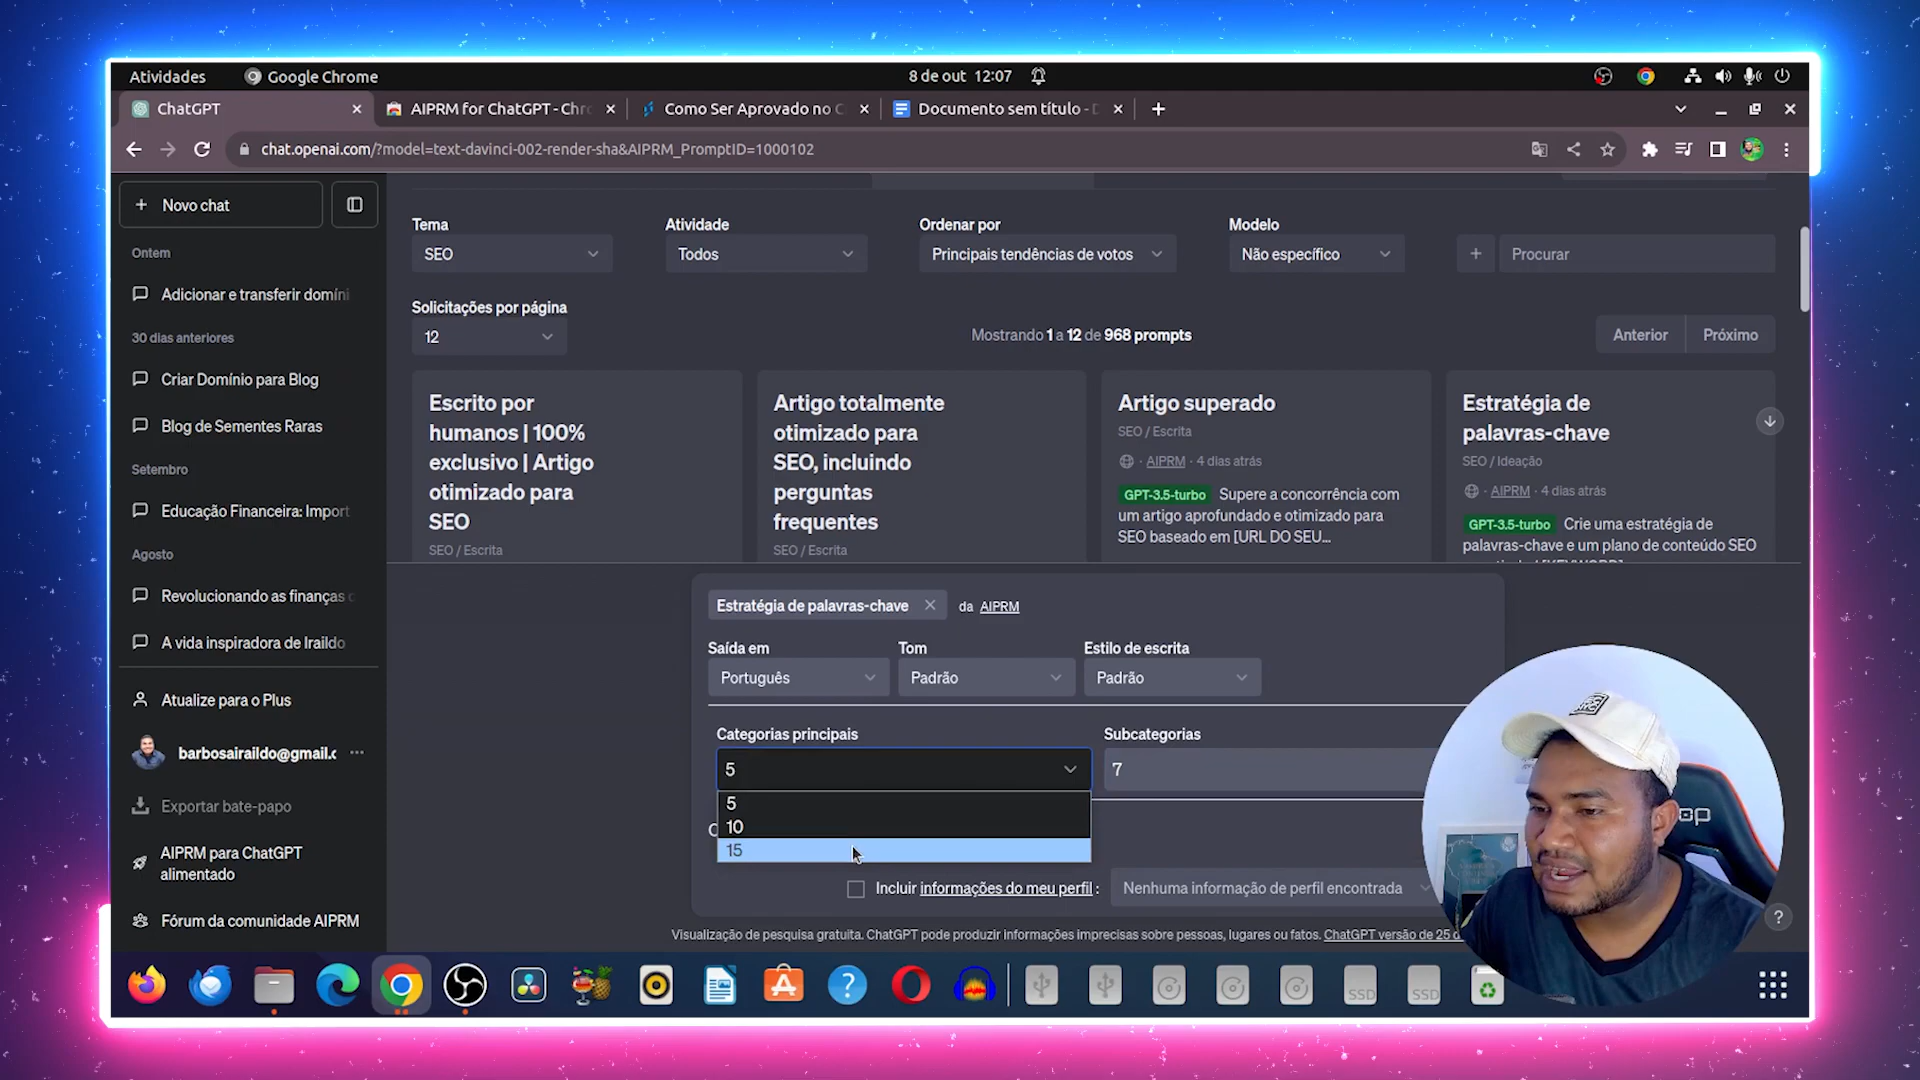 Atividades
Google Chrome
8 de out 12:07
ChatGPT
AIPRM for ChatGPT - Chr
Como Ser Aprovado no
Documento sem título -
chat.openai.com/?model=text-davinci-002-render-sha&AIPRM_PromptID=1000102
Novo chat
Ontem
Adicionar e transferir domíni
30 dias anteriores
Criar Domínio para Blog
Blog de Sementes Raras
Setembro
Educação Financeira: Import
Agosto
Revolucionando as finanças
A vida inspiradora de Iraildo
Atualize para o Plus
barbosairaildo@gmail.c
Exportar bate-papo
AIPRM para ChatGPT
alimentado
Fórum da comunidade AIPRM
Tema
Atividade
Ordenar por
Modelo
SEO
Todos
Principais tendências de votos
Não específico
Procurar
Solicitações por página
12
Mostrando 1 a 12 de 968 prompts
Anterior
Próximo
Escrito por
humanos | 100%
exclusivo | Artigo
otimizado para
SEO
SEO / Escrita
Artigo totalmente
otimizado para
SEO, incluindo
perguntas
frequentes
SEO / Escrita
Artigo superado
SEO / Escrita
· AIPRM · 4 dias atrás
GPT-3.5-turbo Supere a concorrência com
um artigo aprofundado e otimizado para
SEO baseado em [URL DO SEU...
Estratégia de
palavras-chave
SEO / Ideação
· AIPRM · 4 dias atrás
GPT-3.5-turbo Crie uma estratégia de
palavras-chave e um plano de conteúdo SEO
Estratégia de palavras-chave
da AIPRM
Saída em
Tom
Estilo de escrita
Português
Padrão
Padrão
Categorias principais
Subcategorias
5
7
5
10
15
Incluir informações do meu perfil :
Nenhuma informação de perfil encontrada
Visualização de pesquisa gratuita. ChatGPT pode produzir informações imprecisas sobre pessoas, lugares ou fatos. ChatGPT versão de 25 d
?
?
SSD
SSD
op